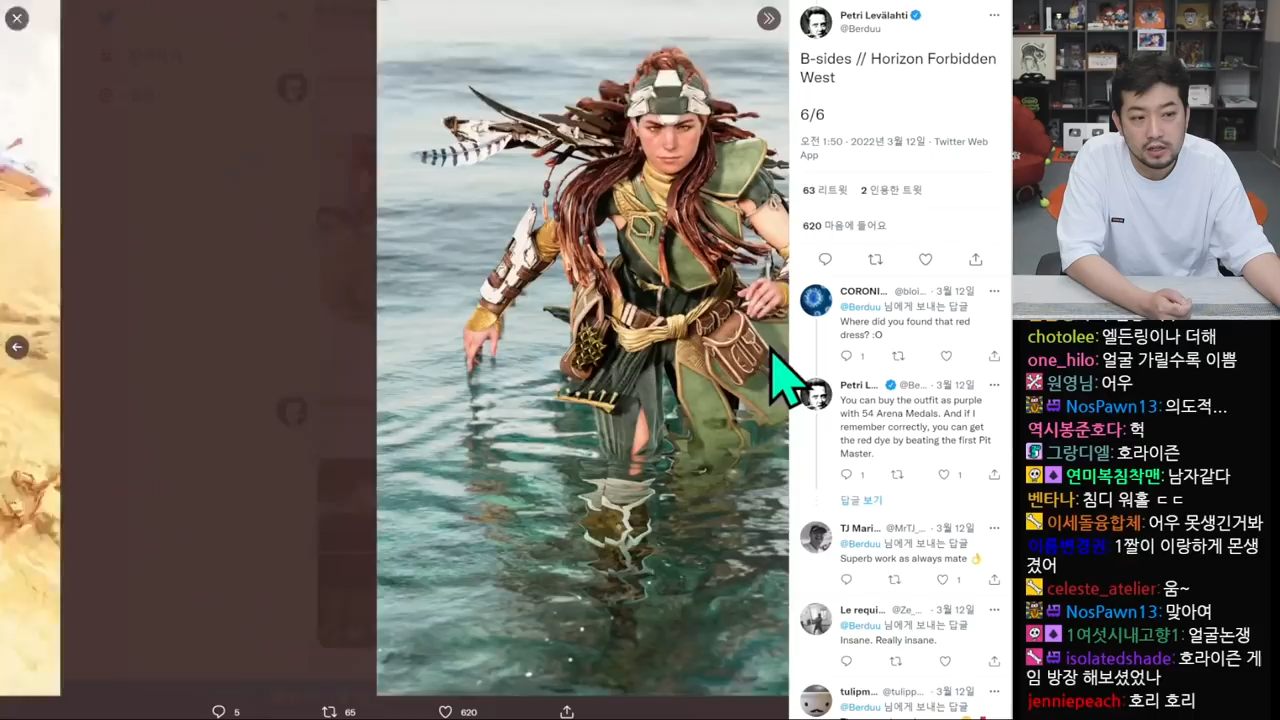 Petri Levälahti
@Berduu
B-sides // Horizon Forbidden
West
6/6
오전 1:50 · 2022년 3월 12일 · Twitter Web
App
63 리트윗 2 인용한 트윗
620 마음에 들어요
CORONI... @bloi... · 3월 12일
@Berduu 님에게 보내는 답글
Where did you found that red
dress? :O
1
Petri L... @Be... · 3월 12일
You can buy the outfit as purple
with 54 Arena Medals. And if I
remember correctly, you can get
the red dye by beating the first Pit
Master.
1 1
답글 보기
TJ Mari... @MrTJ_... · 3월 12일
@Berduu 님에게 보내는 답글
Superb work as always mate 👌
1
Le requi... @Ze_... · 3월 12일
@Berduu 님에게 보내는 답글
Insane. Really insane.
tulipm... @tulipp... · 3월 12일
@Berduu 님에게 보내는 답글
5 65 620
chotolee: 엘든링이나 더해
one_hilo: 얼굴 가릴수록 이쁨
원영님: 어우
NosPawn13: 의도적...
역시봉준호다: 헉
그랑디엘: 호라이즌
연미복침착맨: 남자같다
벤타나: 침디 워홀 ㄷㄷ
이세돌융합체: 어우 못생긴거봐
이름변경권: 1짤이 이랑하게 몬생
겼어
celeste_atelier: 움~
NosPawn13: 맞아여
1여섯시내고향1: 얼굴논쟁
isolatedshade: 호라이즌 게
임 방장 해보셨었나
jenniepeach: 호리 호리